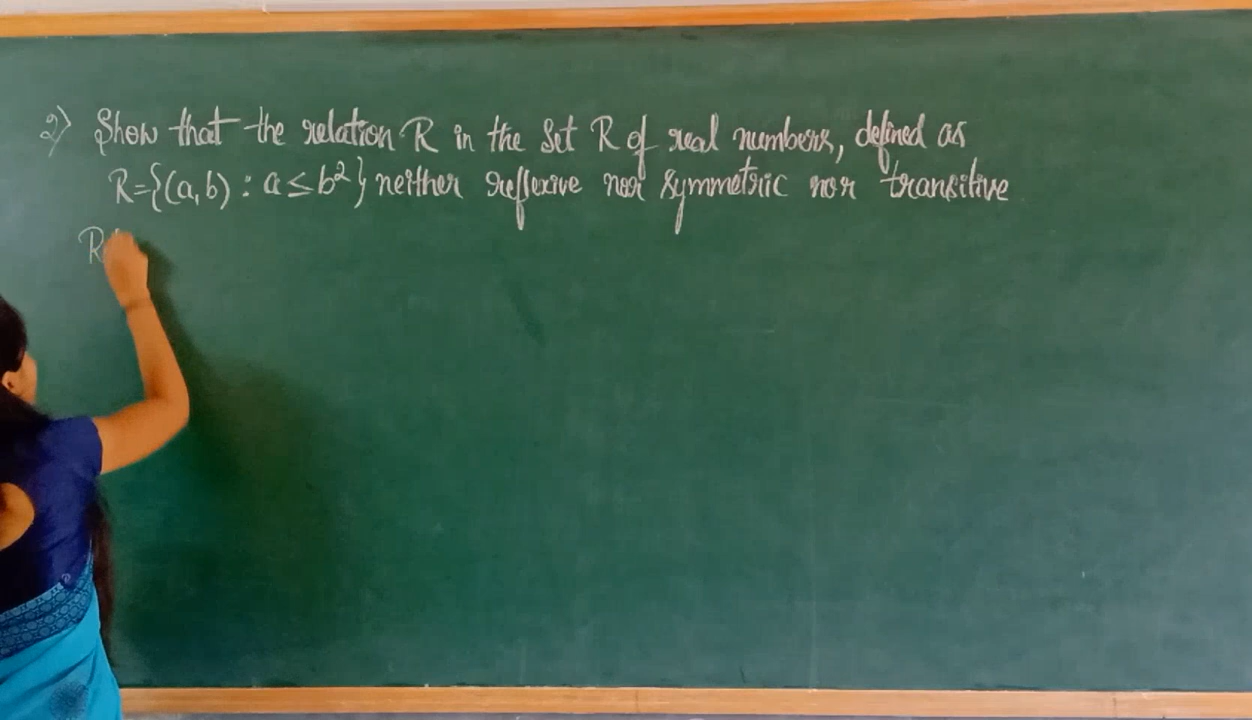 2) Show that the relation R in the Set R of real numbers, defined as
R={(a,b) : a≤b²} neither reflexive nor symmetric nor transitive
R